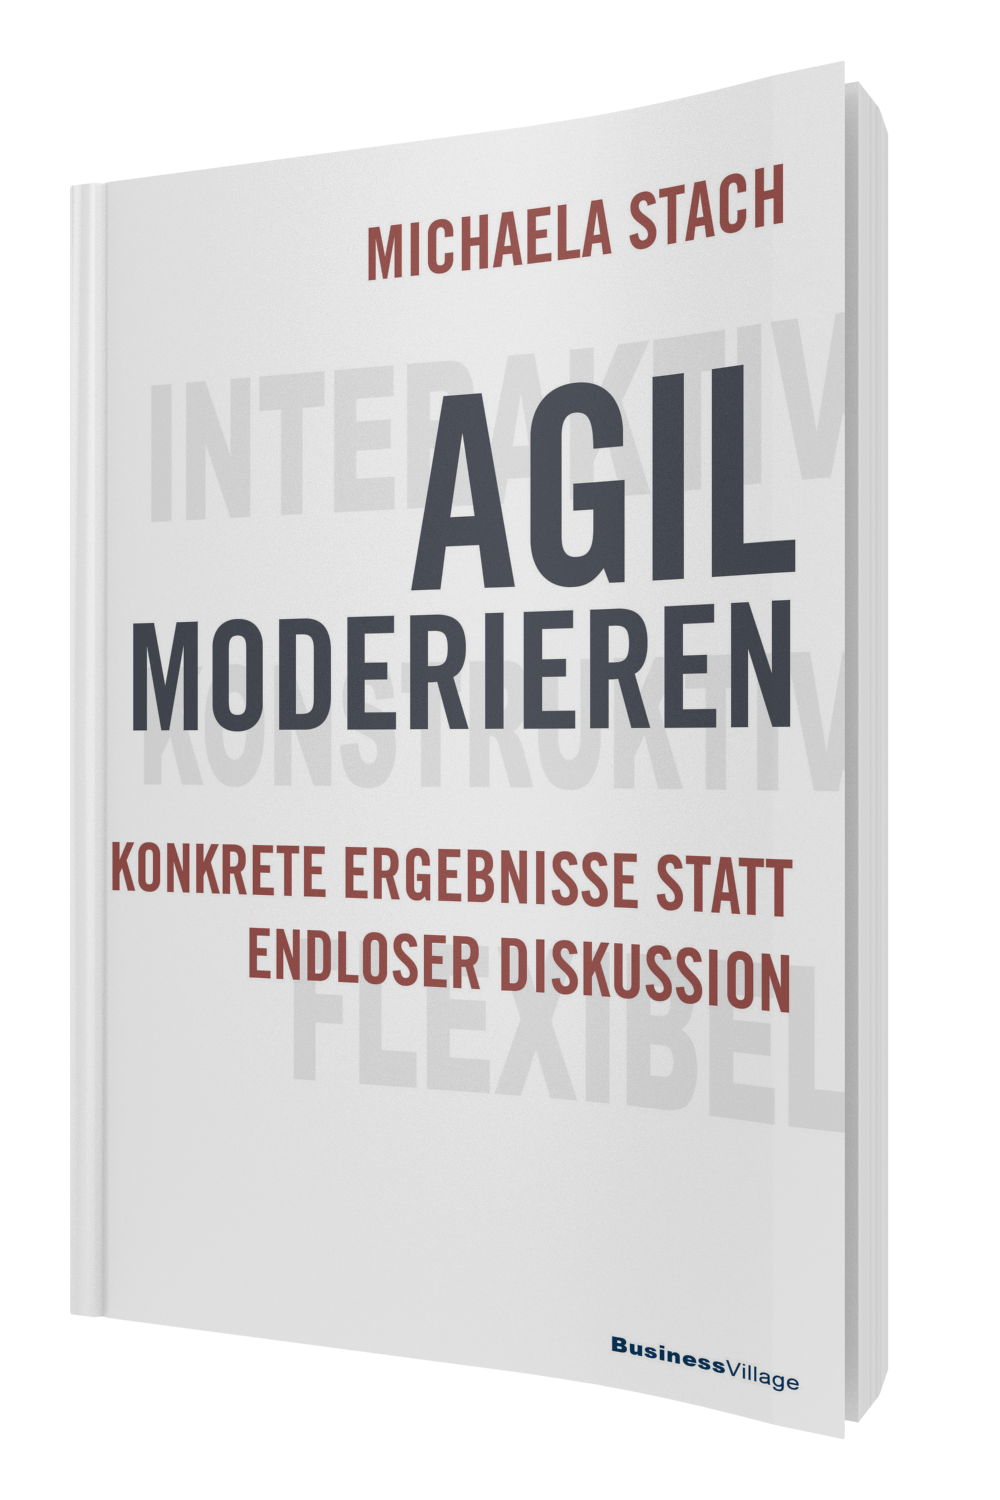 MICHAELA STACH
INTERAKTIV
AGIL
MODERIEREN
KONSTRUKTIV
KONKRETE ERGEBNISSE STATT
ENDLOSER DISKUSSION
FLEXIBEL
BusinessVillage